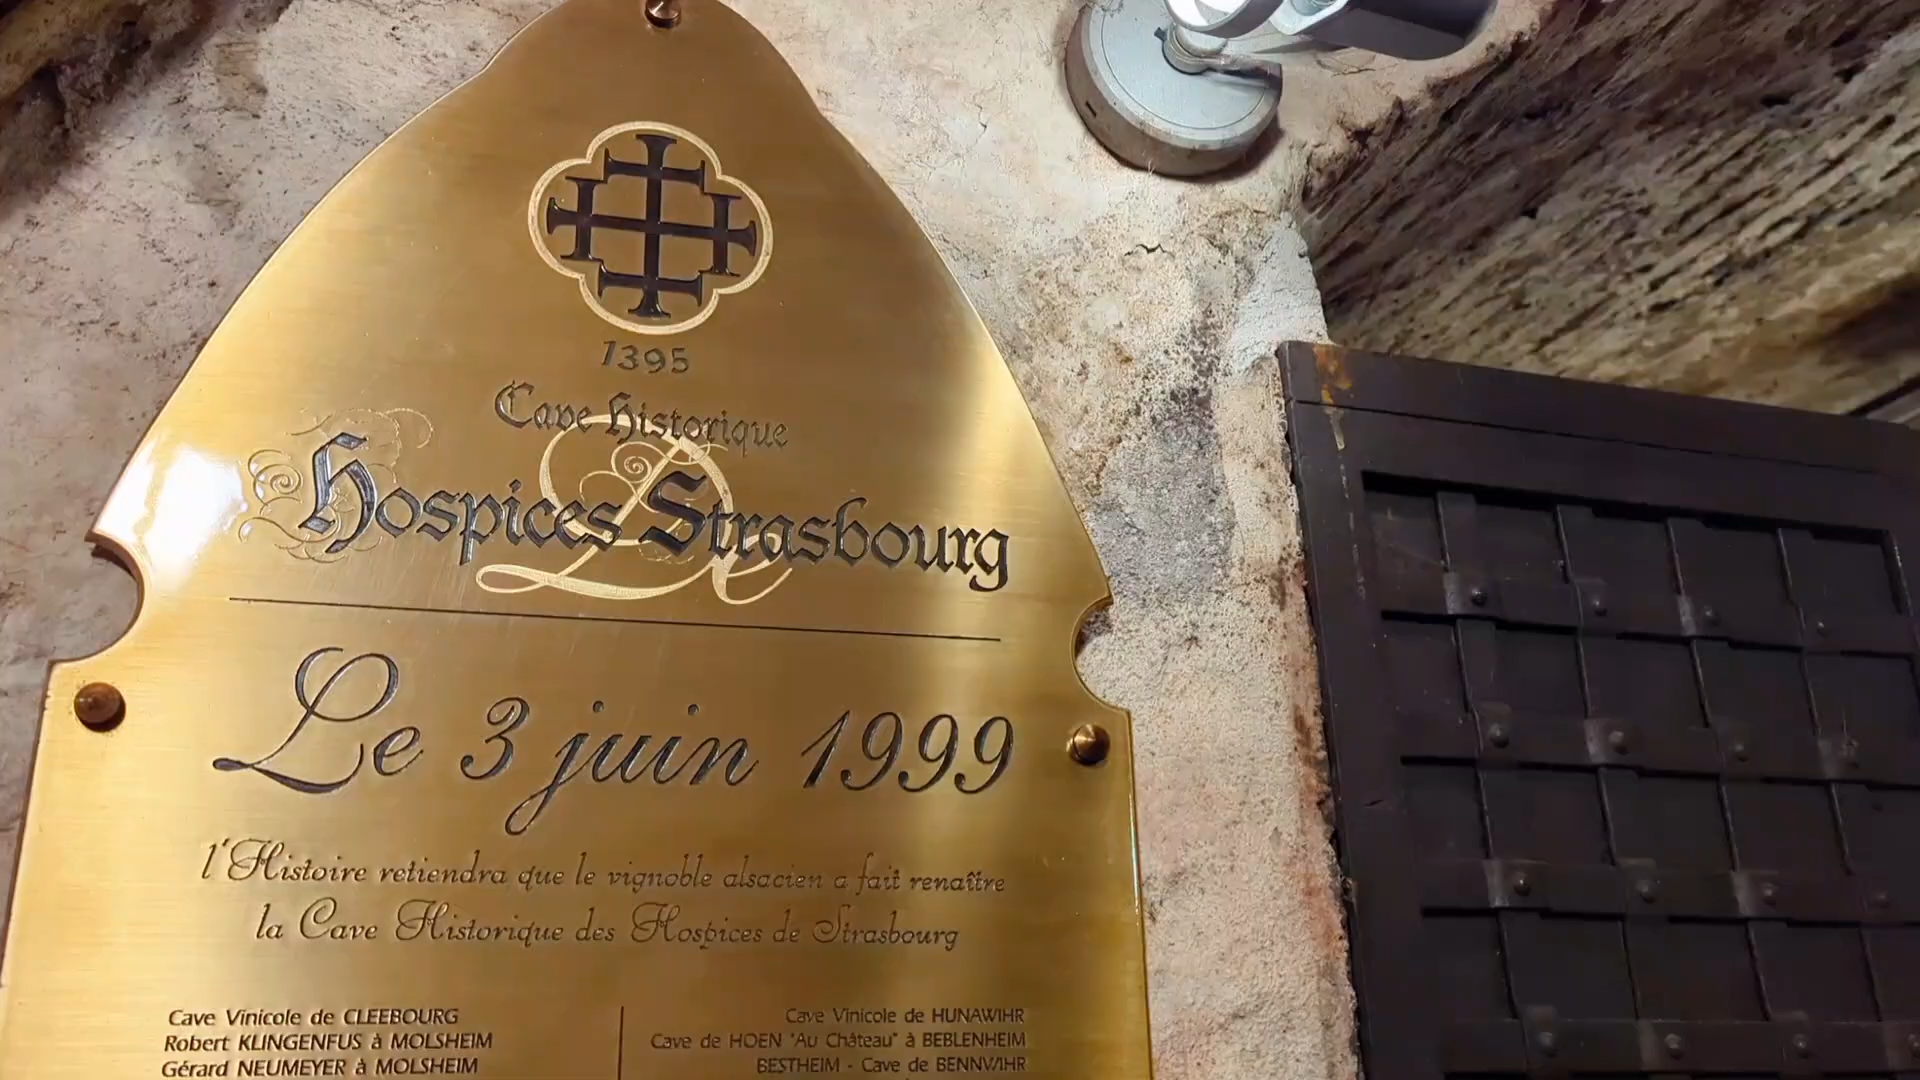 1395
Cave Historique
Hospices De Strasbourg
Le 3 juin 1999
l'Histoire retiendra que le vignoble alsacien a fait renaître
la Cave Historique des Hospices de Strasbourg
Cave Vinicole de CLEEBOURG
Robert KLINGENFUS à MOLSHEIM
Gérard NEUMEYER à MOLSHEIM
Cave Vinicole de HUNAWIHR
Cave de HOEN "Au Château" à BEBLENHEIM
BESTHEIM - Cave de BENNWIHR